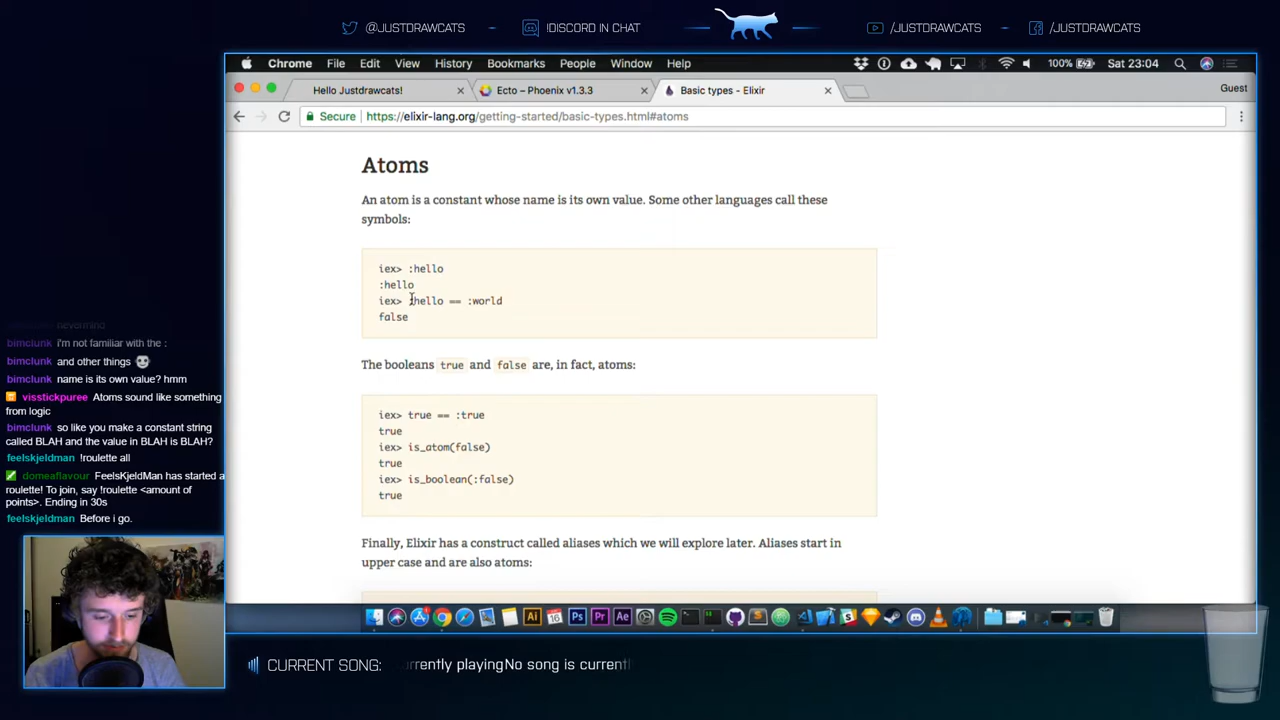 @JUSTDRAWCATS
!DISCORD IN CHAT
/JUSTDRAWCATS
/JUSTDRAWCATS
Chrome File Edit View History Bookmarks People Window Help
100% Sat 23:04
Hello Justdrawcats!
Ecto – Phoenix v1.3.3
Basic types - Elixir
Guest
Secure https://elixir-lang.org/getting-started/basic-types.html#atoms
Atoms
An atom is a constant whose name is its own value. Some other languages call these
symbols:
iex> :hello
:hello
iex> :hello == :world
false
The booleans true and false are, in fact, atoms:
iex> true == :true
true
iex> is_atom(false)
true
iex> is_boolean(:false)
true
Finally, Elixir has a construct called aliases which we will explore later. Aliases start in
upper case and are also atoms:
bimclunk nevermind
bimclunk i'm not familiar with the :
bimclunk and other things
bimclunk name is its own value? hmm
visstickpuree Atoms sound like something
from logic
bimclunk so like you make a constant string
called BLAH and the value in BLAH is BLAH?
feelskjeldman !roulette all
domeaflavour FeelsKjeldMan has started a
roulette! To join, say !roulette <amount of
points>. Ending in 30s
feelskjeldman Before i go.
Ai 16 Ps Pr Ae
CURRENT SONG: urrently playingNo song is current